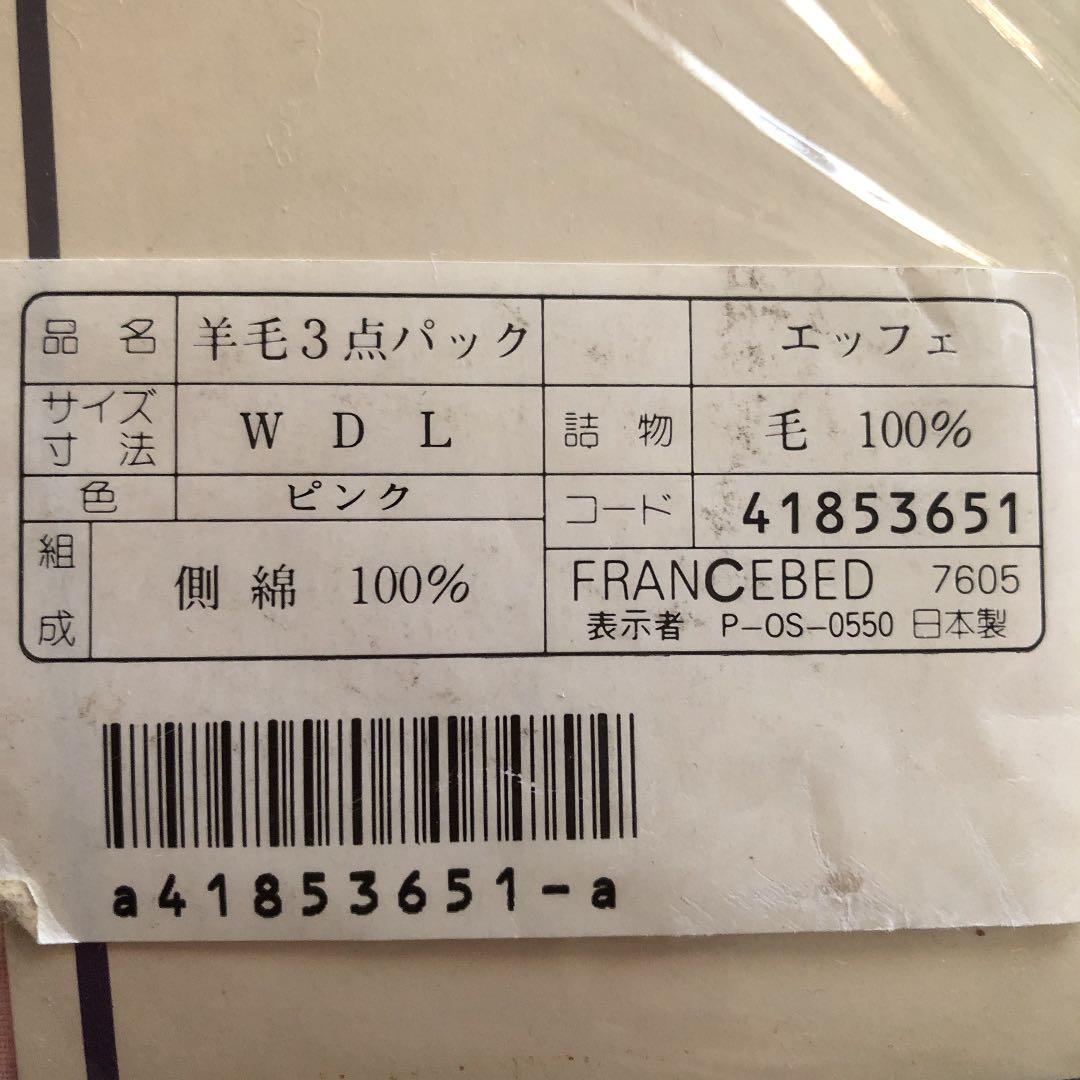 品名 羊毛3点パック エッフェ
サイズ寸法 W D L 詰物 毛 100%
色 ピンク コード 41853651
組成 側 綿 100%
FRANCEBED 7605
表示者 P-OS-0550 日本製
a41853651-a